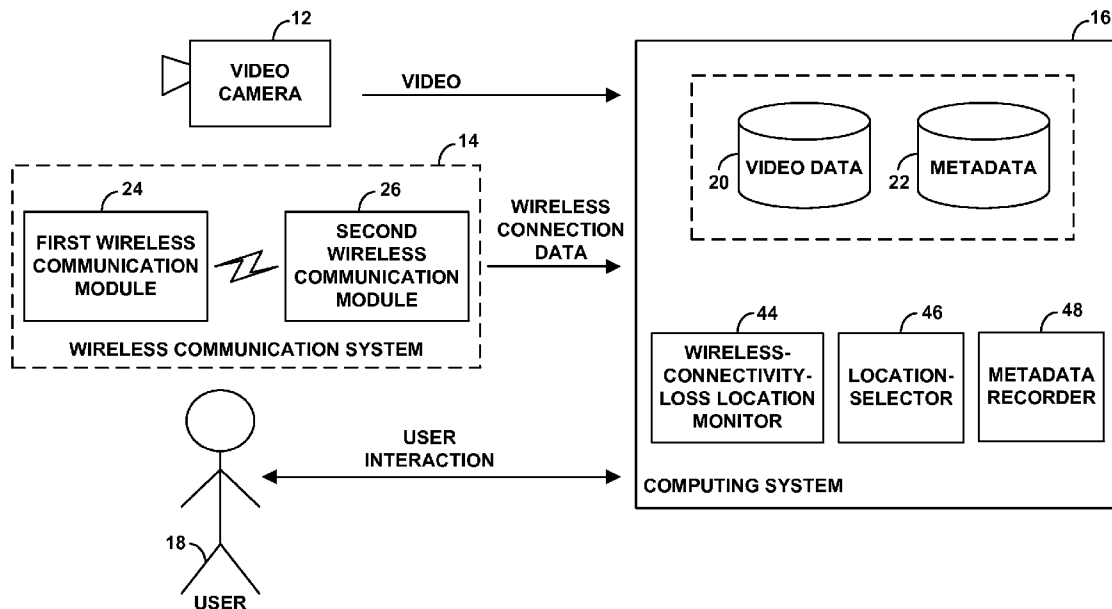 12
VIDEO
CAMERA
VIDEO
16
20
VIDEO DATA
22
METADATA
14
24
FIRST WIRELESS
COMMUNICATION
MODULE
26
SECOND
WIRELESS
COMMUNICATION
MODULE
WIRELESS COMMUNICATION SYSTEM
WIRELESS
CONNECTION
DATA
44
WIRELESS-
CONNECTIVITY-
LOSS LOCATION
MONITOR
46
LOCATION-
SELECTOR
48
METADATA
RECORDER
COMPUTING SYSTEM
USER
INTERACTION
18
USER